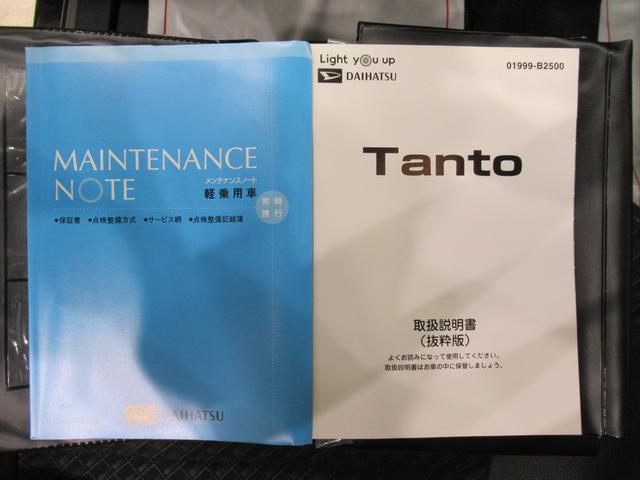 MAINTENANCE
NOTE
メンテナンスノート
軽乗用車
常時
携行
●保証書 ●点検整備方式 ●サービス網 ●点検整備記録簿
DAIHATSU
Light you up
DAIHATSU
01999-B2500
Tanto
取扱説明書
（抜粋版）
よくお読みになって使用してください。
取扱説明書はお車の中に保管しましょう。